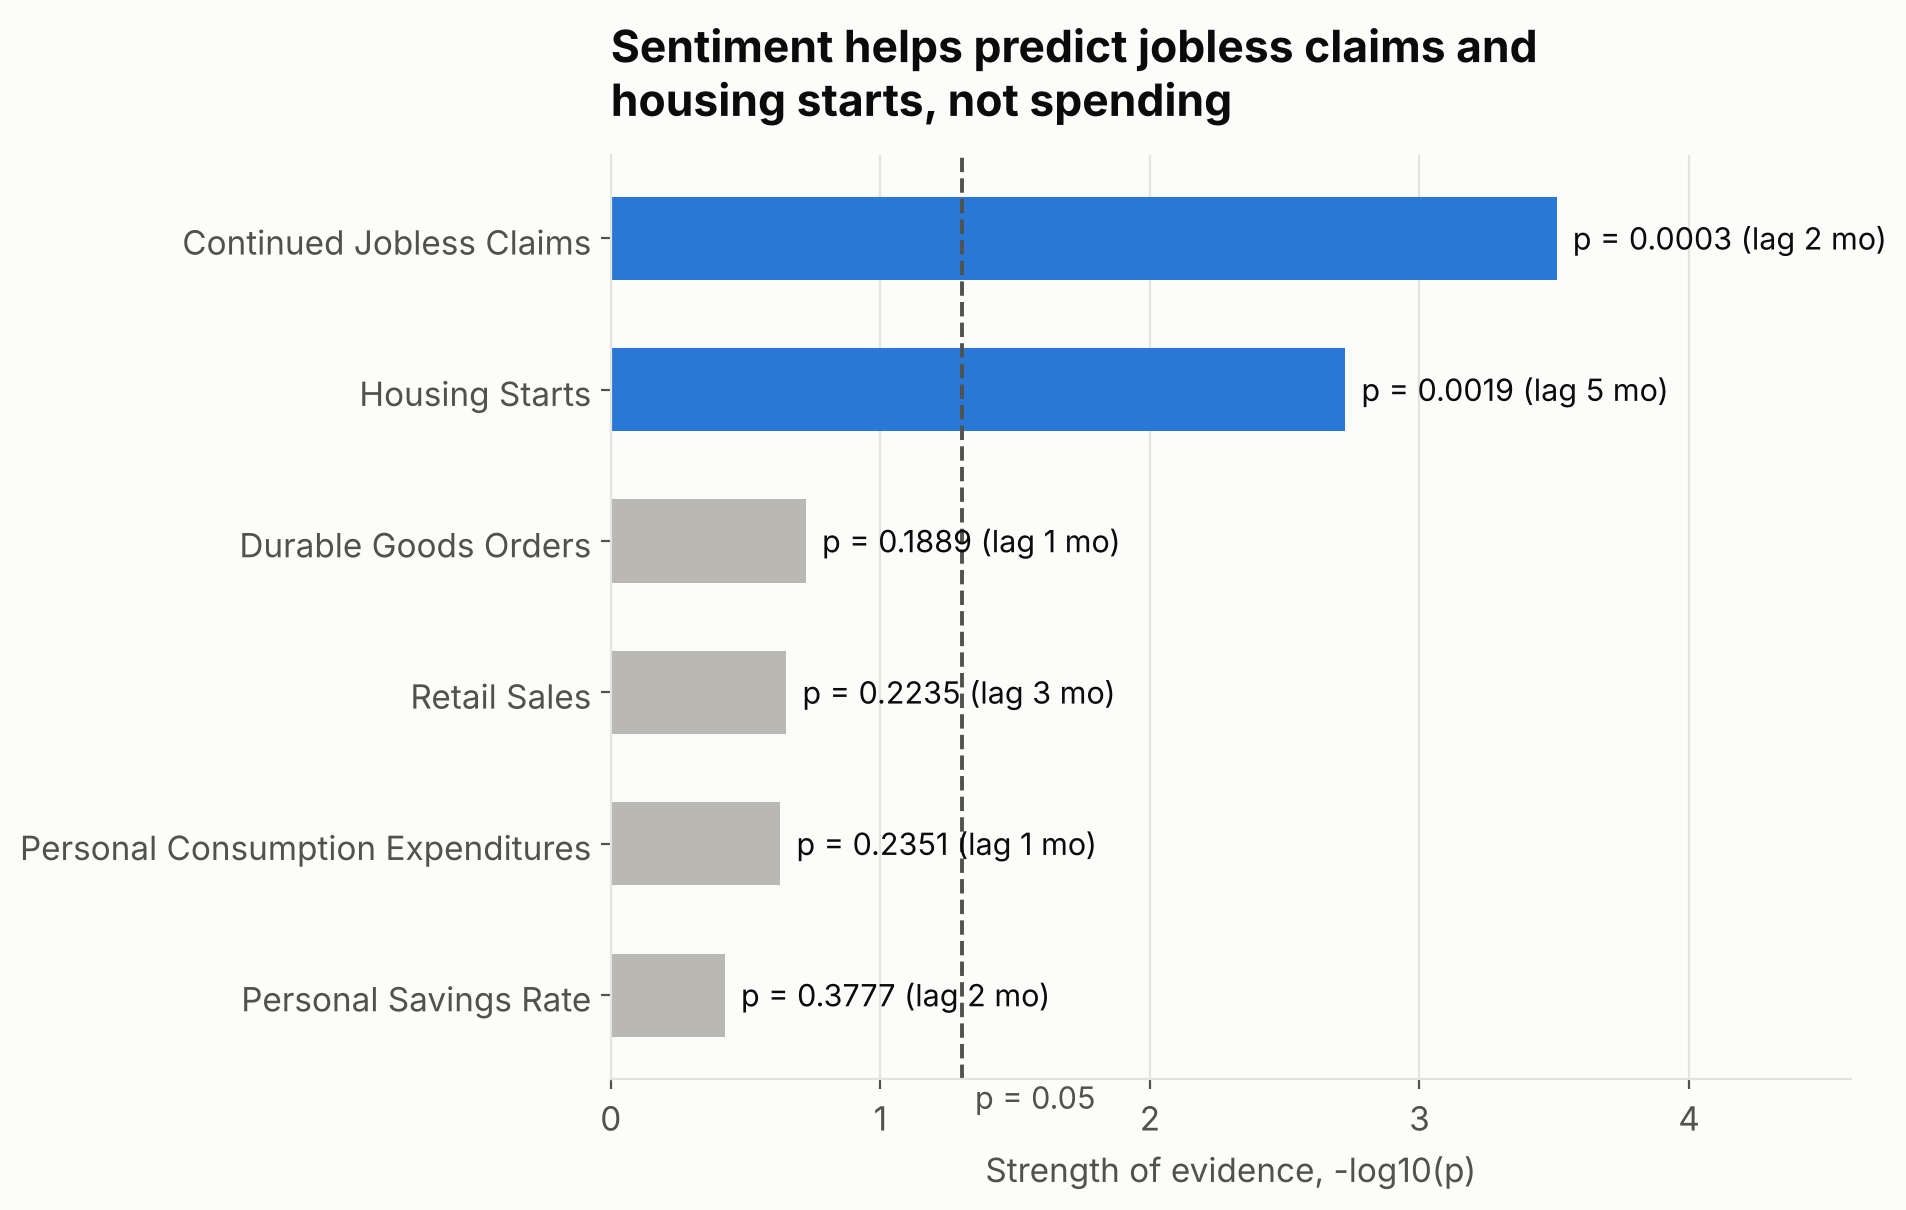 Sentiment helps predict jobless claims and
housing starts, not spending
Continued Jobless Claims
p = 0.0003 (lag 2 mo)
Housing Starts
p = 0.0019 (lag 5 mo)
Durable Goods Orders
p = 0.1889 (lag 1 mo)
Retail Sales
p = 0.2235 (lag 3 mo)
Personal Consumption Expenditures
p = 0.2351 (lag 1 mo)
Personal Savings Rate
p = 0.3777 (lag 2 mo)
p = 0.05
0 1 2 3 4
Strength of evidence, -log10(p)